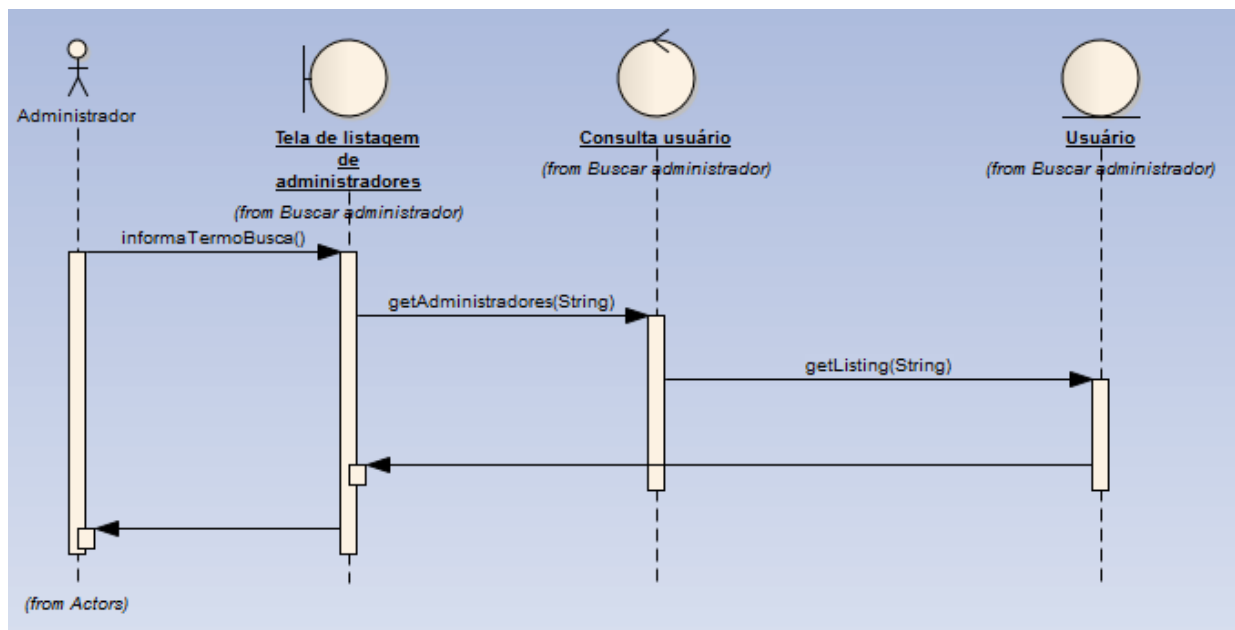 Administrador
Tela de listagem
de
administradores
(from Buscar administrador)
Consulta usuário
(from Buscar administrador)
Usuário
(from Buscar administrador)
informaTermoBusca()
getAdministradores(String)
getListing(String)
(from Actors)